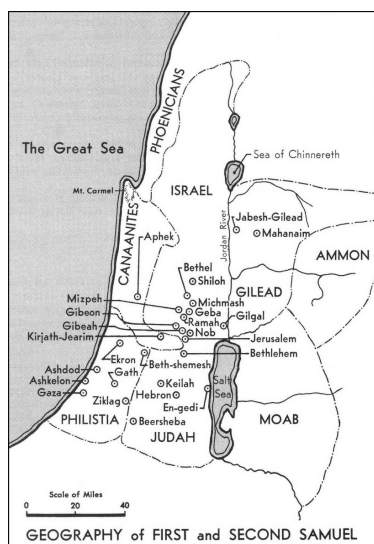 PHOENICIANS
The Great Sea
Sea of Chinnereth
Mt. Carmel
ISRAEL
CANAANITES
Aphek
Jordan River
Jabesh-Gilead
Mahanaim
AMMON
Bethel
Shiloh
GILEAD
Mizpeh
Michmash
Gibeon
Geba
Ramah
Gilgal
Gibeah
Nob
Kirjath-Jearim
Jerusalem
Ekron
Bethlehem
Ashdod
Beth-shemesh
Ashkelon
Gath
Keilah
Salt
Sea
Gaza
Hebron
Ziklag
En-gedi
PHILISTIA
Beersheba
MOAB
JUDAH
Scale of Miles
0 20 40
GEOGRAPHY of FIRST and SECOND SAMUEL